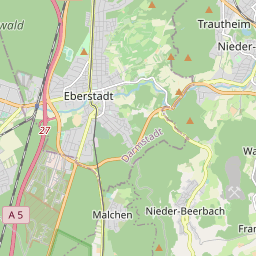 wald
Trautheim
Nieder-
Eberstadt
27
Darmstadt
Wa
A 5
Malchen
Nieder-Beerbach
Fran